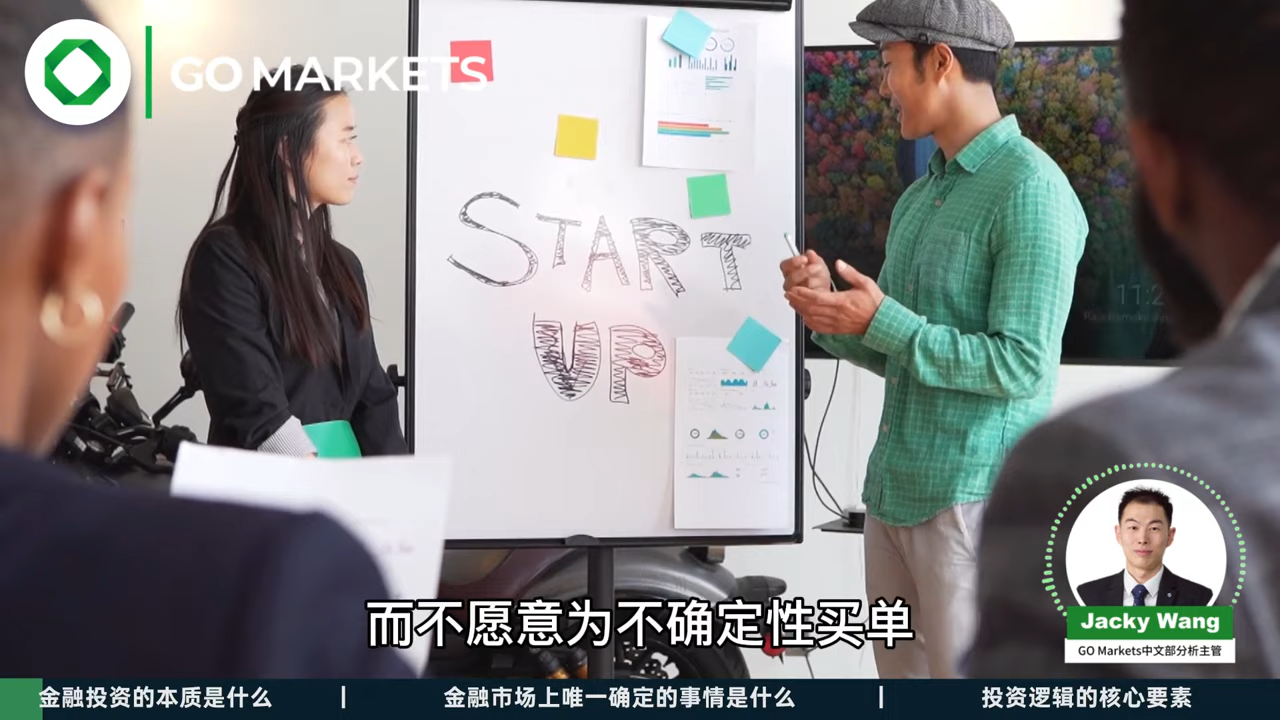 GO MARKETS
START
UP
11:2
而不愿意为不确定性买单
Jacky Wang
GO Markets中文部分析主管
金融投资的本质是什么 | 金融市场上唯一确定的事情是什么 | 投资逻辑的核心要素